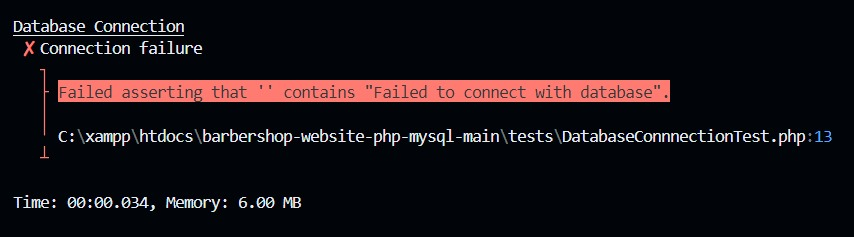 Database Connection
✘ Connection failure
Failed asserting that '' contains "Failed to connect with database".
C:\xampp\htdocs\barbershop-website-php-mysql-main\tests\DatabaseConnnectionTest.php:13
Time: 00:00.034, Memory: 6.00 MB